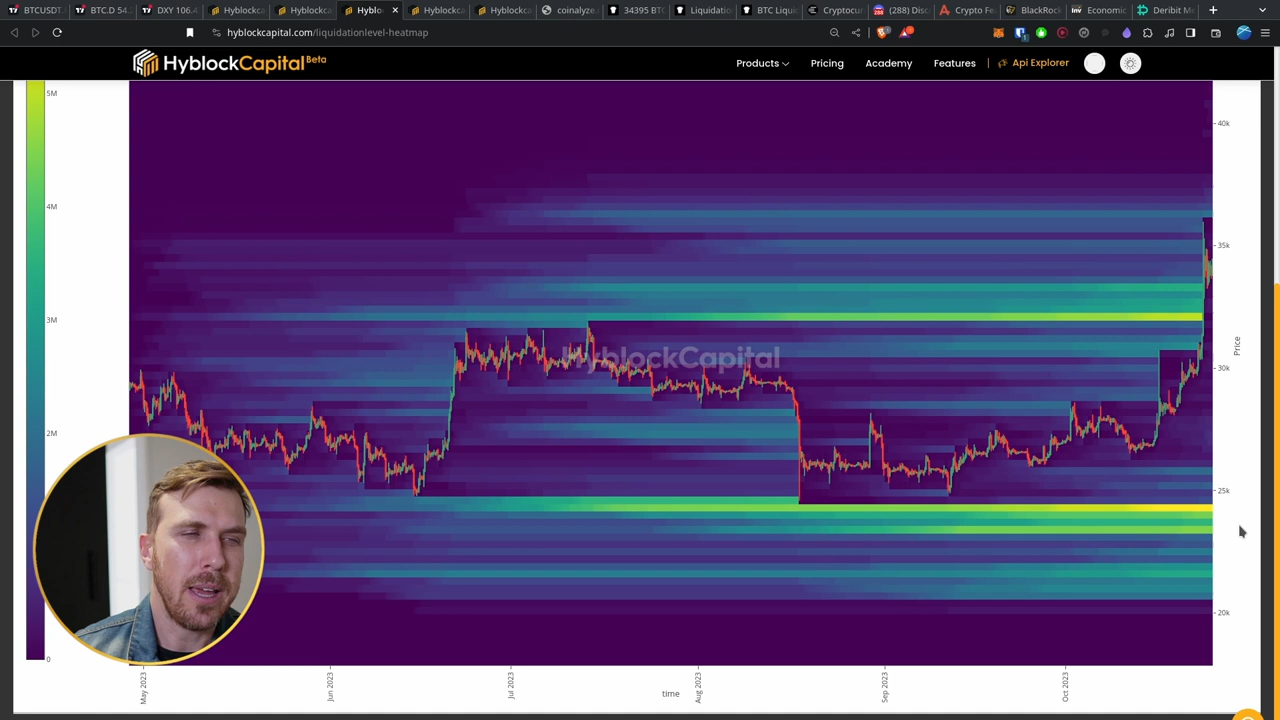 BTCUSDT.
BTC.D 54.
DXY 106.4
Hyblockca
Hyblockca
Hyblo
Hyblockca
Hyblockca
coinalyze.
34395 BTC
Liquidation
BTC Liqui
Cryptocur
(288) Disc
Crypto Fe
BlackRock
Economic
Deribit Me
hyblockcapital.com/liquidationlevel-heatmap
HyblockCapital Beta
Products
Pricing
Academy
Features
Api Explorer
5M
4M
3M
2M
0
HyblockCapital
40k
35k
30k
25k
20k
Price
May 2023
Jun 2023
Jul 2023
Aug 2023
Sep 2023
Oct 2023
time